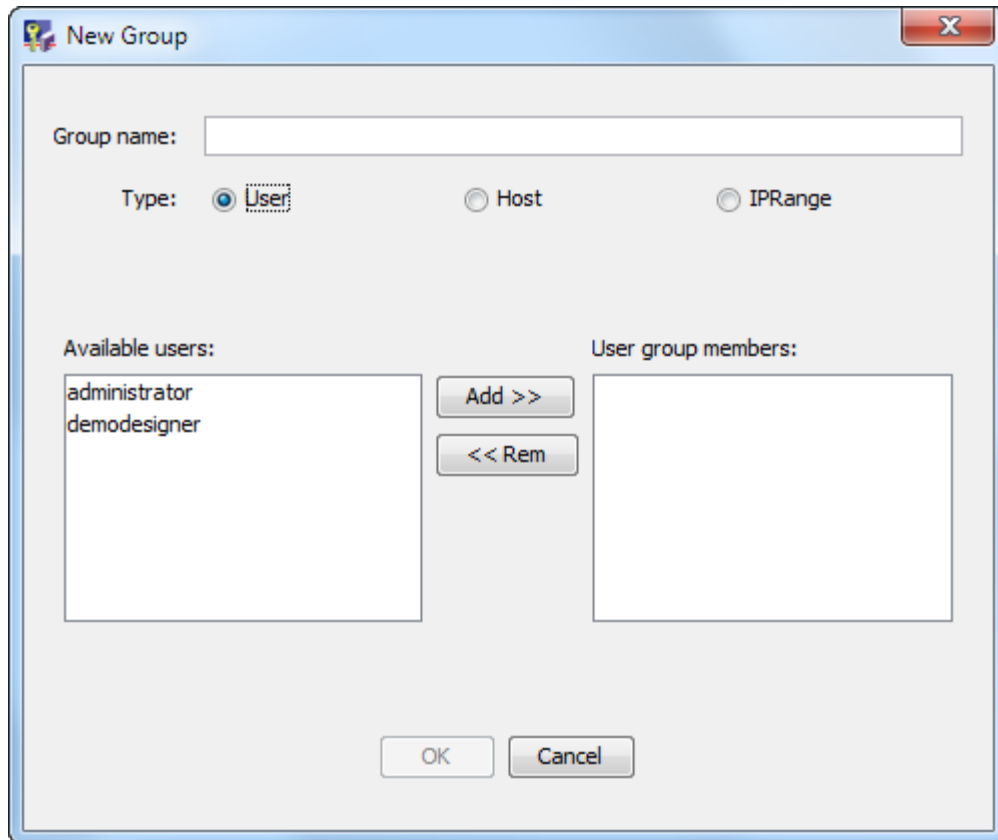 New Group
Group name:
Type: User Host IPRange
Available users: User group members:
administrator
demodesigner
Add >>
<< Rem
OK Cancel